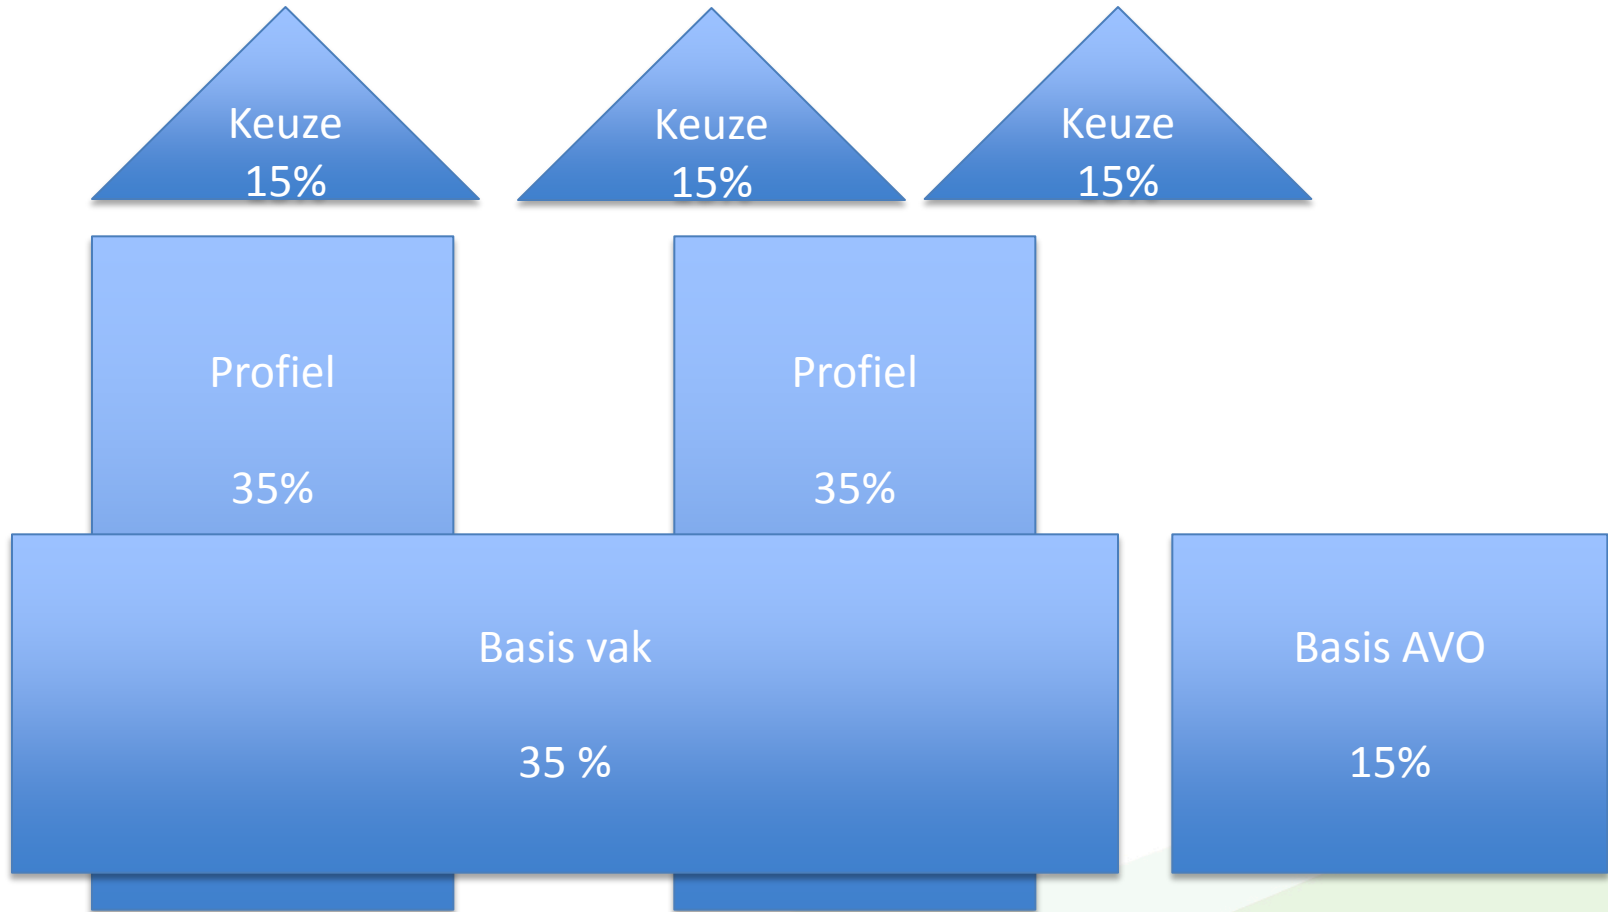 Keuze
15%
Keuze
15%
Keuze
15%
Profiel
35%
Profiel
35%
Basis vak
35 %
Basis AVO
15%